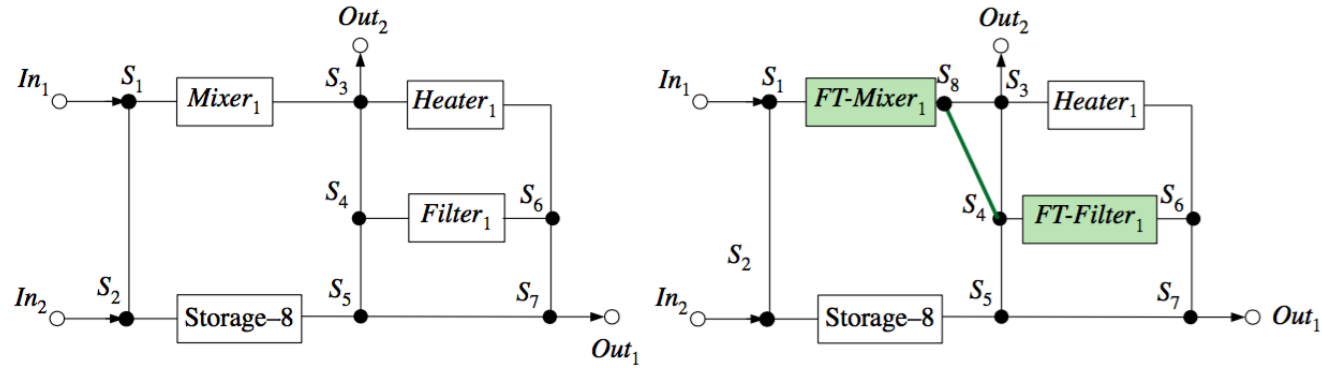 Out₂
In₁
S₁
Mixer₁
S₃
Heater₁
S₄
Filter₁
S₆
In₂
S₂
Storage–8
S₅
S₇
Out₁
Out₂
In₁
S₁
FT-Mixer₁
S₈
S₃
Heater₁
S₄
FT-Filter₁
S₆
S₂
In₂
Storage–8
S₅
S₇
Out₁